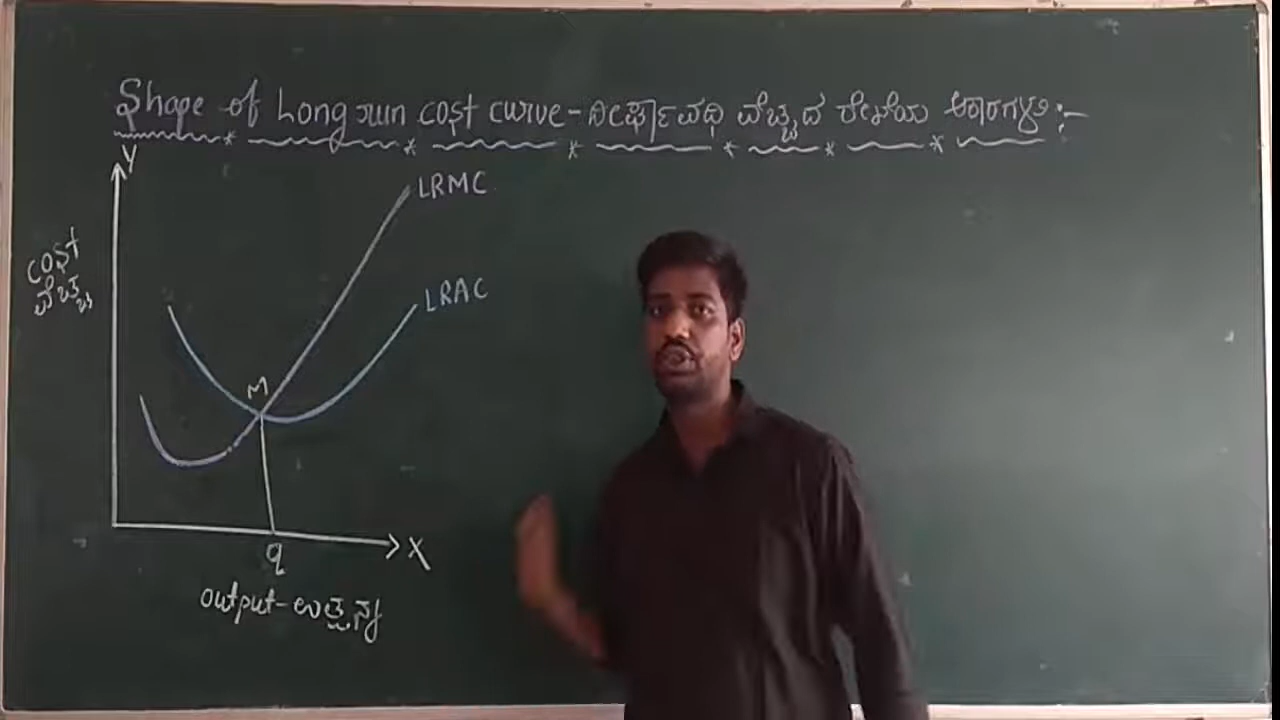 Shape of Long run cost curve - ದೀರ್ಘಾವಧಿ ವೆಚ್ಚದ ರೇಖೆಯ ಆಕಾರಗಳು :-
Y
LRMC
cost
ವೆಚ್ಚ
LRAC
M
X
q
output - ಉತ್ಪನ್ನ